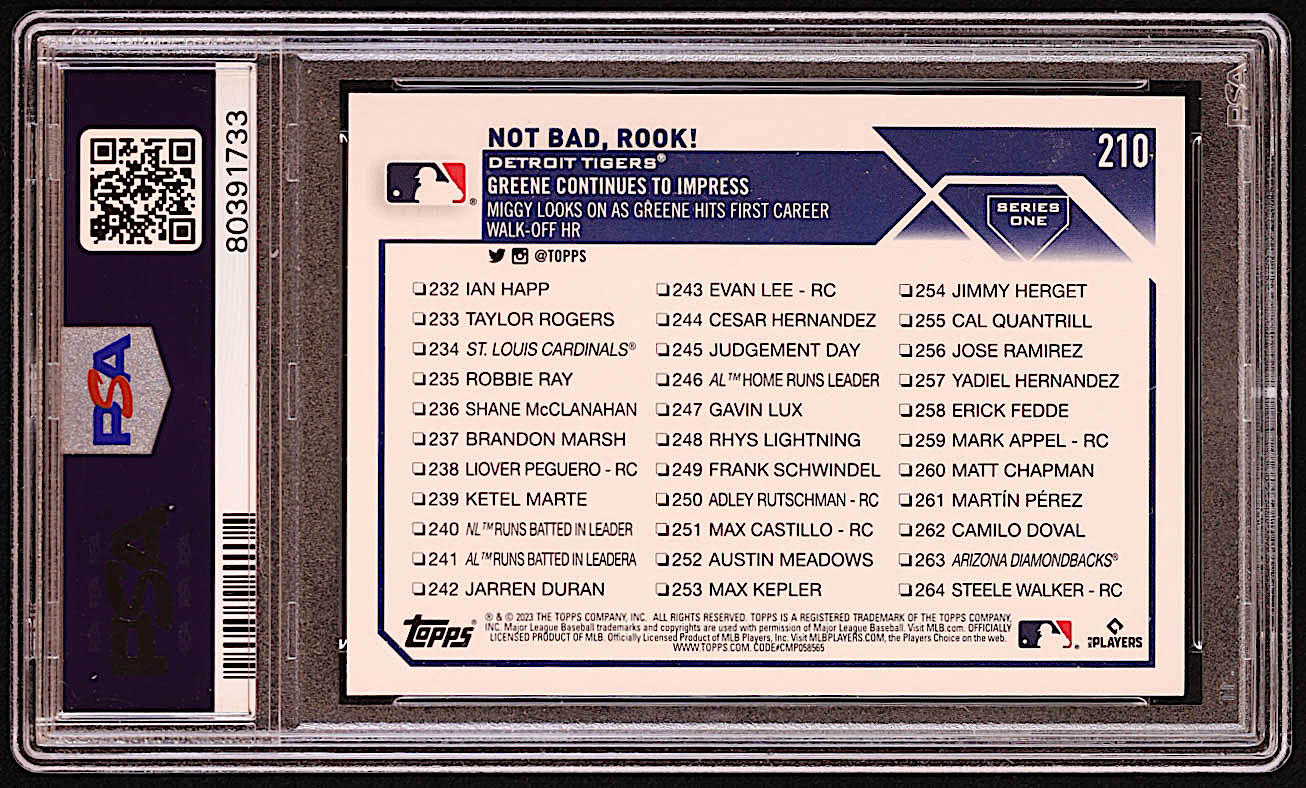 80391733
PSA
PSA
PSA
NOT BAD, ROOK!
210
DETROIT TIGERS®
GREENE CONTINUES TO IMPRESS
MIGGY LOOKS ON AS GREENE HITS FIRST CAREER
WALK-OFF HR
SERIES
ONE
®
@TOPPS
232 IAN HAPP
233 TAYLOR ROGERS
234 ST. LOUIS CARDINALS®
235 ROBBIE RAY
236 SHANE McCLANAHAN
237 BRANDON MARSH
238 LIOVER PEGUERO - RC
239 KETEL MARTE
240 NL™ RUNS BATTED IN LEADER
241 AL™ RUNS BATTED IN LEADERA
242 JARREN DURAN
243 EVAN LEE - RC
244 CESAR HERNANDEZ
245 JUDGEMENT DAY
246 AL™ HOME RUNS LEADER
247 GAVIN LUX
248 RHYS LIGHTNING
249 FRANK SCHWINDEL
250 ADLEY RUTSCHMAN - RC
251 MAX CASTILLO - RC
252 AUSTIN MEADOWS
253 MAX KEPLER
254 JIMMY HERGET
255 CAL QUANTRILL
256 JOSE RAMIREZ
257 YADIEL HERNANDEZ
258 ERICK FEDDE
259 MARK APPEL - RC
260 MATT CHAPMAN
261 MARTÍN PÉREZ
262 CAMILO DOVAL
263 ARIZONA DIAMONDBACKS®
264 STEELE WALKER - RC
Topps®
® & © 2023 THE TOPPS COMPANY, INC. ALL RIGHTS RESERVED. TOPPS IS A REGISTERED TRADEMARK OF THE TOPPS COMPANY,
INC. Major League Baseball trademarks and copyrights are used with permission of Major League Baseball. Visit MLB.com. OFFICIALLY
LICENSED PRODUCT OF MLB. Officially Licensed Product of MLB Players, Inc. Visit MLBPLAYERS.COM, the Players Choice on the web.
WWW.TOPPS.COM. CODE#CMP058565
PLAYERS